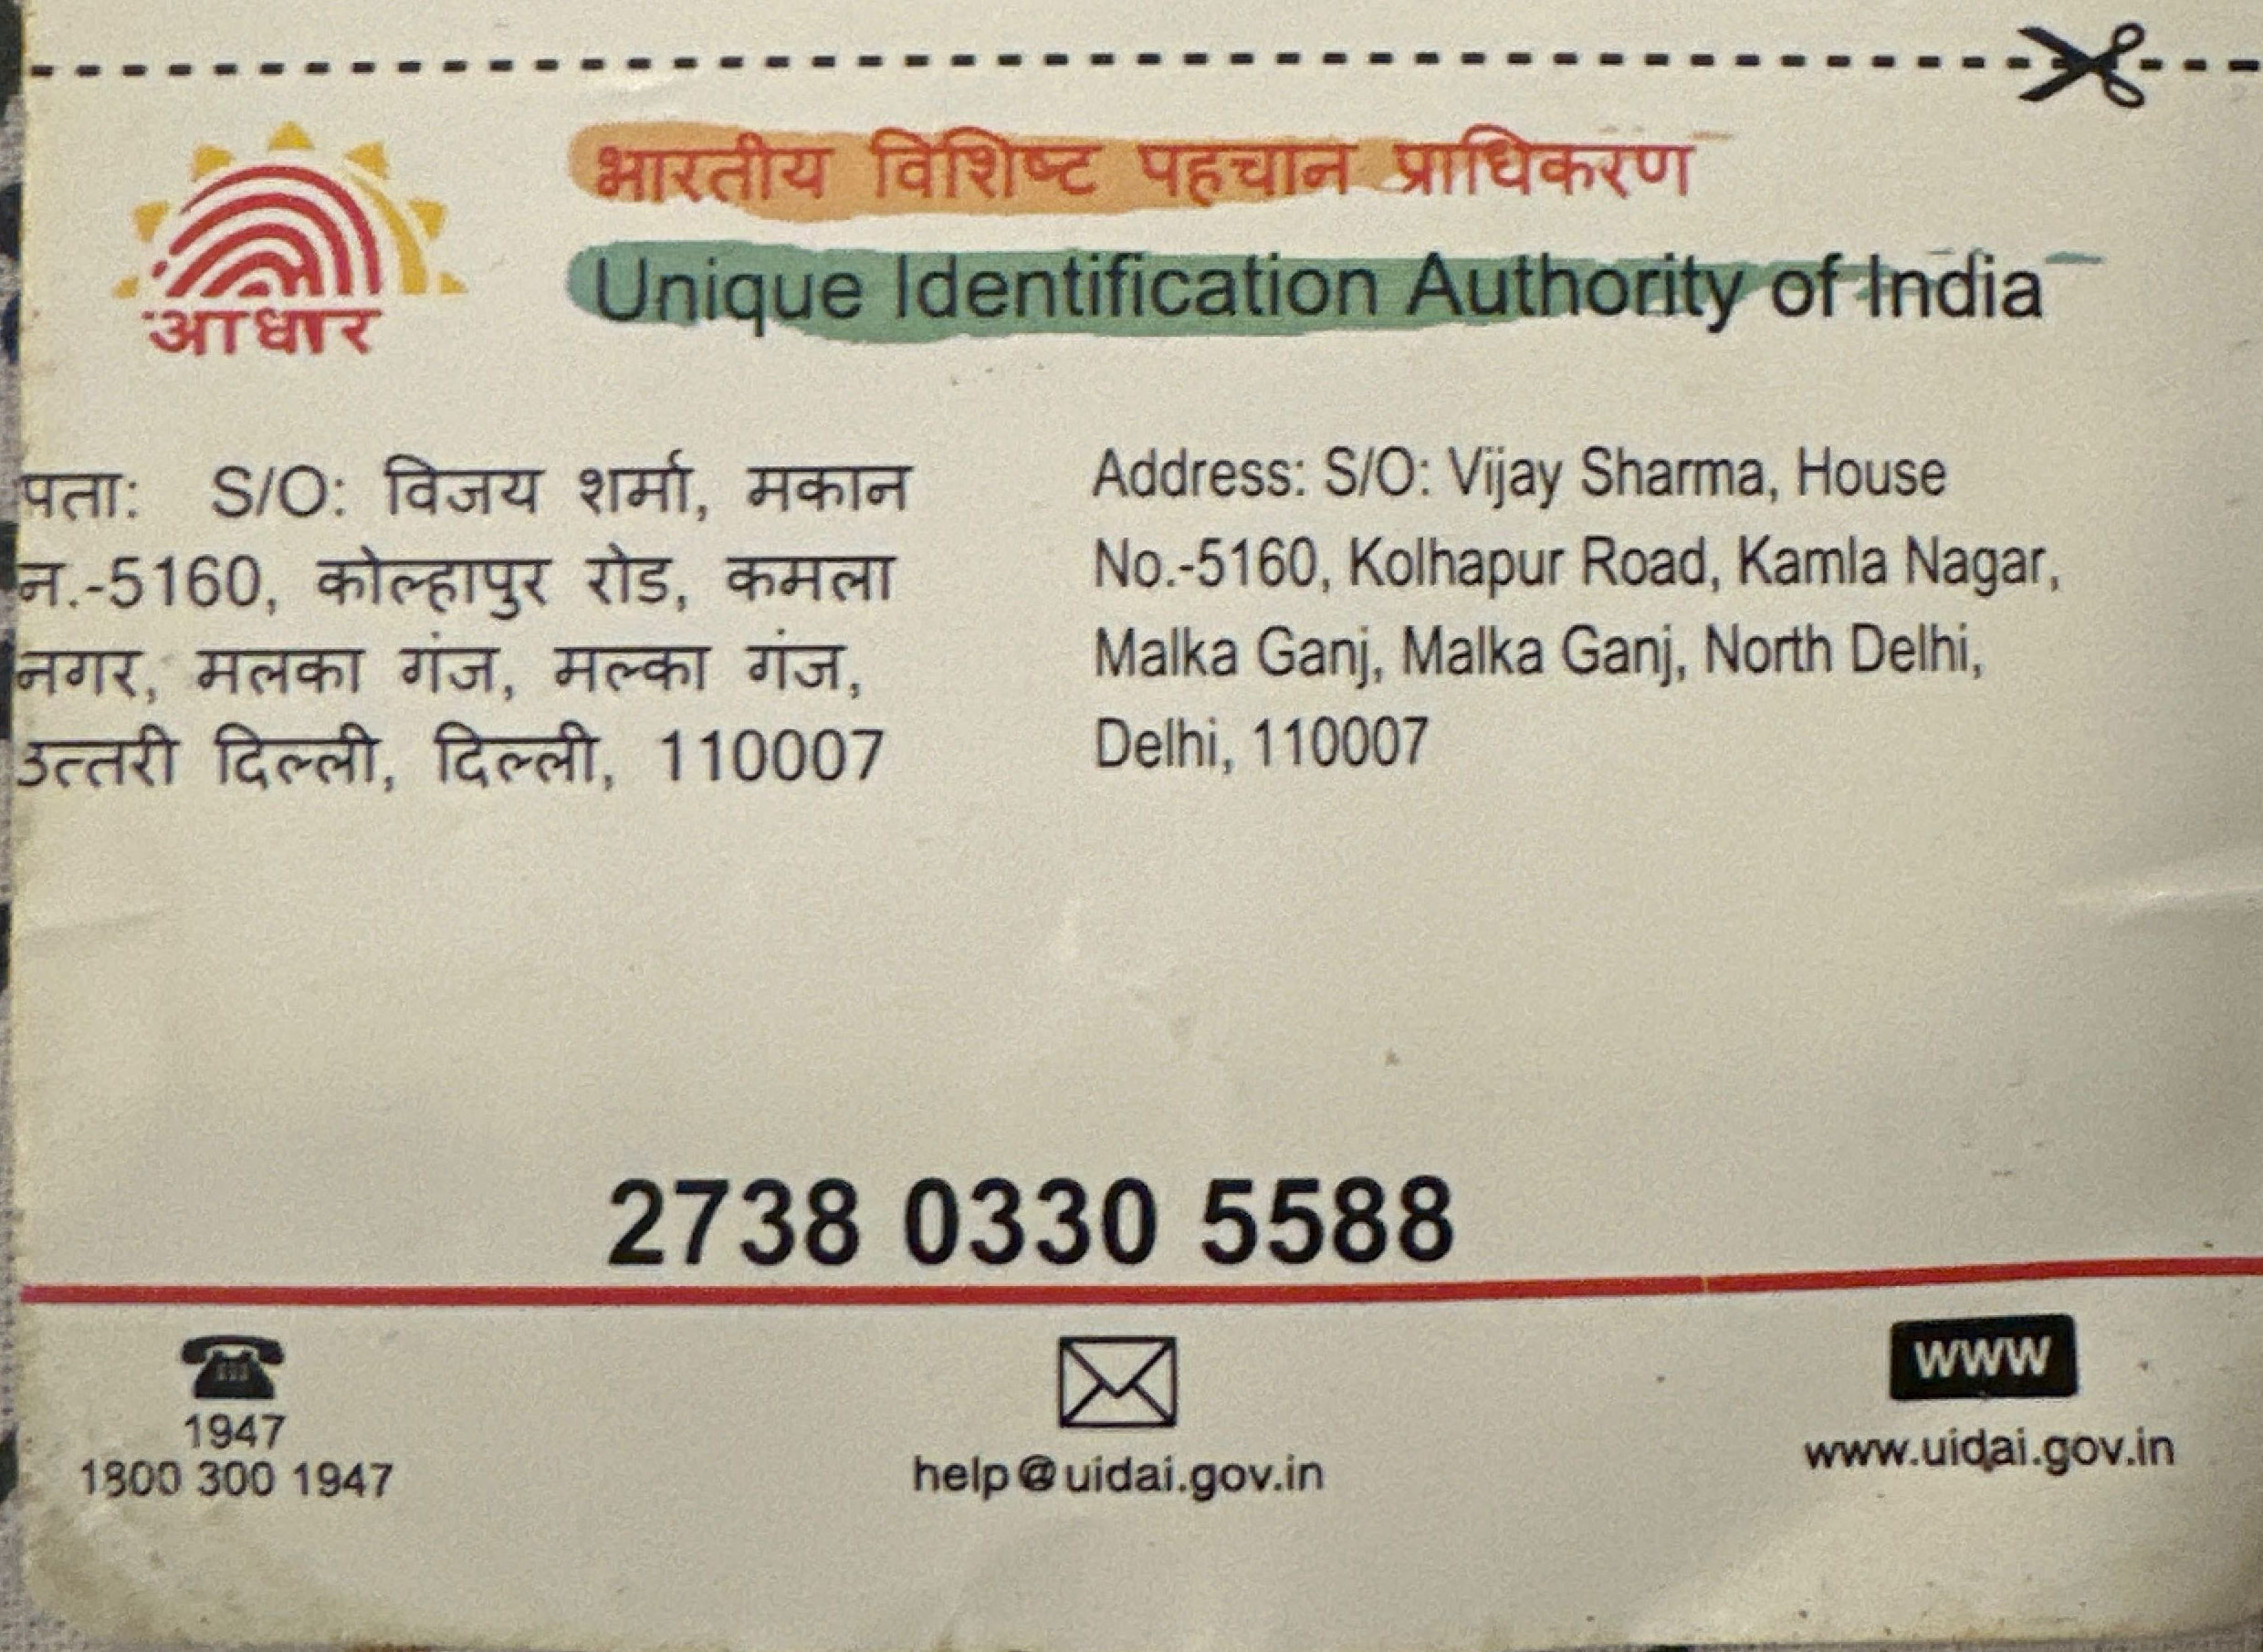 भारतीय विशिष्ट पहचान प्राधिकरण
Unique Identification Authority of India
आधार
पता: S/O: विजय शर्मा, मकान
न.-5160, कोल्हापुर रोड, कमला
नगर, मलका गंज, मल्का गंज,
उत्तरी दिल्ली, दिल्ली, 110007
Address: S/O: Vijay Sharma, House
No.-5160, Kolhapur Road, Kamla Nagar,
Malka Ganj, Malka Ganj, North Delhi,
Delhi, 110007
2738 0330 5588
1947
1800 300 1947
help@uidai.gov.in
WWW
www.uidai.gov.in